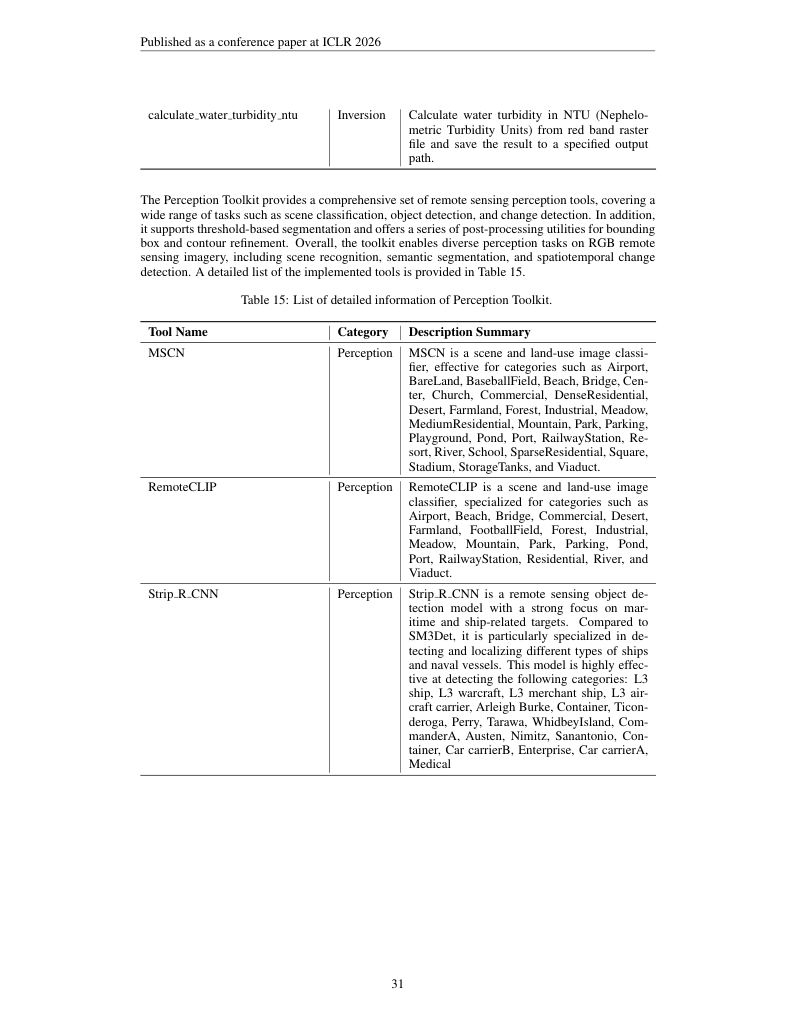 Published as a conference paper at ICLR 2026
calculate_water_turbidity_ntu Inversion Calculate water turbidity in NTU (Nephelo-
metric Turbidity Units) from red band raster
file and save the result to a specified output
path.
The Perception Toolkit provides a comprehensive set of remote sensing perception tools, covering a
wide range of tasks such as scene classification, object detection, and change detection. In addition,
it supports threshold-based segmentation and offers a series of post-processing utilities for bounding
box and contour refinement. Overall, the toolkit enables diverse perception tasks on RGB remote
sensing imagery, including scene recognition, semantic segmentation, and spatiotemporal change
detection. A detailed list of the implemented tools is provided in Table 15.
Table 15: List of detailed information of Perception Toolkit.
Tool Name Category Description Summary
MSCN Perception MSCN is a scene and land-use image classi-
fier, effective for categories such as Airport,
BareLand, BaseballField, Beach, Bridge, Cen-
ter, Church, Commercial, DenseResidential,
Desert, Farmland, Forest, Industrial, Meadow,
MediumResidential, Mountain, Park, Parking,
Playground, Pond, Port, RailwayStation, Re-
sort, River, School, SparseResidential, Square,
Stadium, StorageTanks, and Viaduct.
RemoteCLIP Perception RemoteCLIP is a scene and land-use image
classifier, specialized for categories such as
Airport, Beach, Bridge, Commercial, Desert,
Farmland, FootballField, Forest, Industrial,
Meadow, Mountain, Park, Parking, Pond,
Port, RailwayStation, Residential, River, and
Viaduct.
Strip_R_CNN Perception Strip_R_CNN is a remote sensing object de-
tection model with a strong focus on mar-
itime and ship-related targets. Compared to
SM3Det, it is particularly specialized in de-
tecting and localizing different types of ships
and naval vessels. This model is highly effec-
tive at detecting the following categories: L3
ship, L3 warcraft, L3 merchant ship, L3 air-
craft carrier, Arleigh Burke, Container, Ticon-
deroga, Perry, Tarawa, WhidbeyIsland, Com-
manderA, Austen, Nimitz, Sanantonio, Con-
tainer, Car carrierB, Enterprise, Car carrierA,
Medical
31